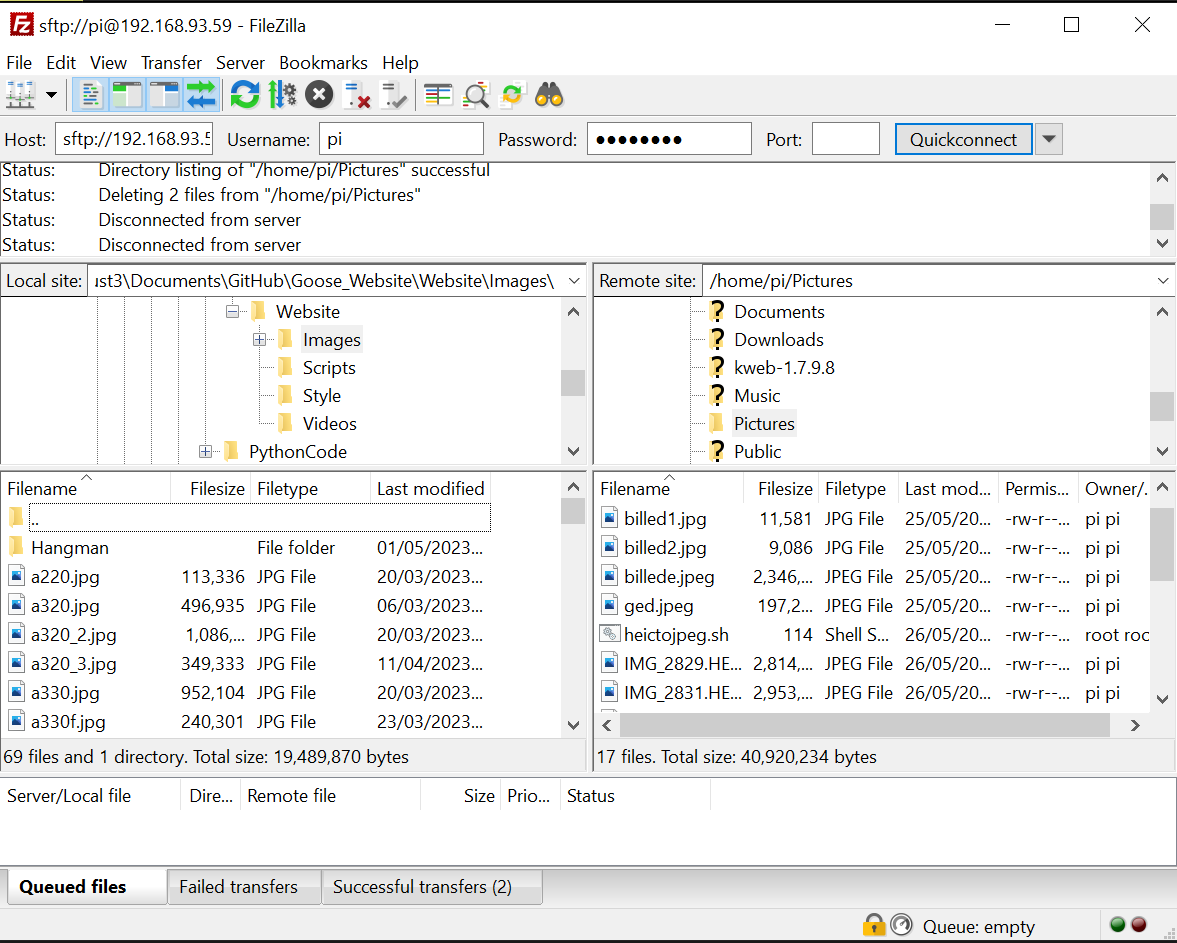 sftp://pi@192.168.93.59 - FileZilla
File Edit View Transfer Server Bookmarks Help
Host: sftp://192.168.93.5 Username: pi Password: ●●●●●●●● Port: Quickconnect
Status: Directory listing of "/home/pi/Pictures" successful
Status: Deleting 2 files from "/home/pi/Pictures"
Status: Disconnected from server
Status: Disconnected from server
Local site: ust3\Documents\GitHub\Goose_Website\Website\Images\
Website
Images
Scripts
Style
Videos
PythonCode
Remote site: /home/pi/Pictures
Documents
Downloads
kweb-1.7.9.8
Music
Pictures
Public
Filename Filesize Filetype Last modified
..
Hangman File folder 01/05/2023...
a220.jpg 113,336 JPG File 20/03/2023...
a320.jpg 496,935 JPG File 06/03/2023...
a320_2.jpg 1,086,... JPG File 20/03/2023...
a320_3.jpg 349,333 JPG File 11/04/2023...
a330.jpg 952,104 JPG File 20/03/2023...
a330f.jpg 240,301 JPG File 23/03/2023...
69 files and 1 directory. Total size: 19,489,870 bytes
Filename Filesize Filetype Last mod... Permis... Owner/.
billed1.jpg 11,581 JPG File 25/05/20... -rw-r--... pi pi
billed2.jpg 9,086 JPG File 25/05/20... -rw-r--... pi pi
billede.jpeg 2,346,... JPEG File 25/05/20... -rw-r--... pi pi
ged.jpeg 197,2... JPEG File 25/05/20... -rw-r--... pi pi
heictojpeg.sh 114 Shell S... 26/05/20... -rw-r--... root roo
IMG_2829.HE... 2,814,... JPEG File 26/05/20... -rw-r--... pi pi
IMG_2831.HE... 2,953,... JPEG File 26/05/20... -rw-r--... pi pi
17 files. Total size: 40,920,234 bytes
Server/Local file Dire... Remote file Size Prio... Status
Queued files Failed transfers Successful transfers (2)
Queue: empty